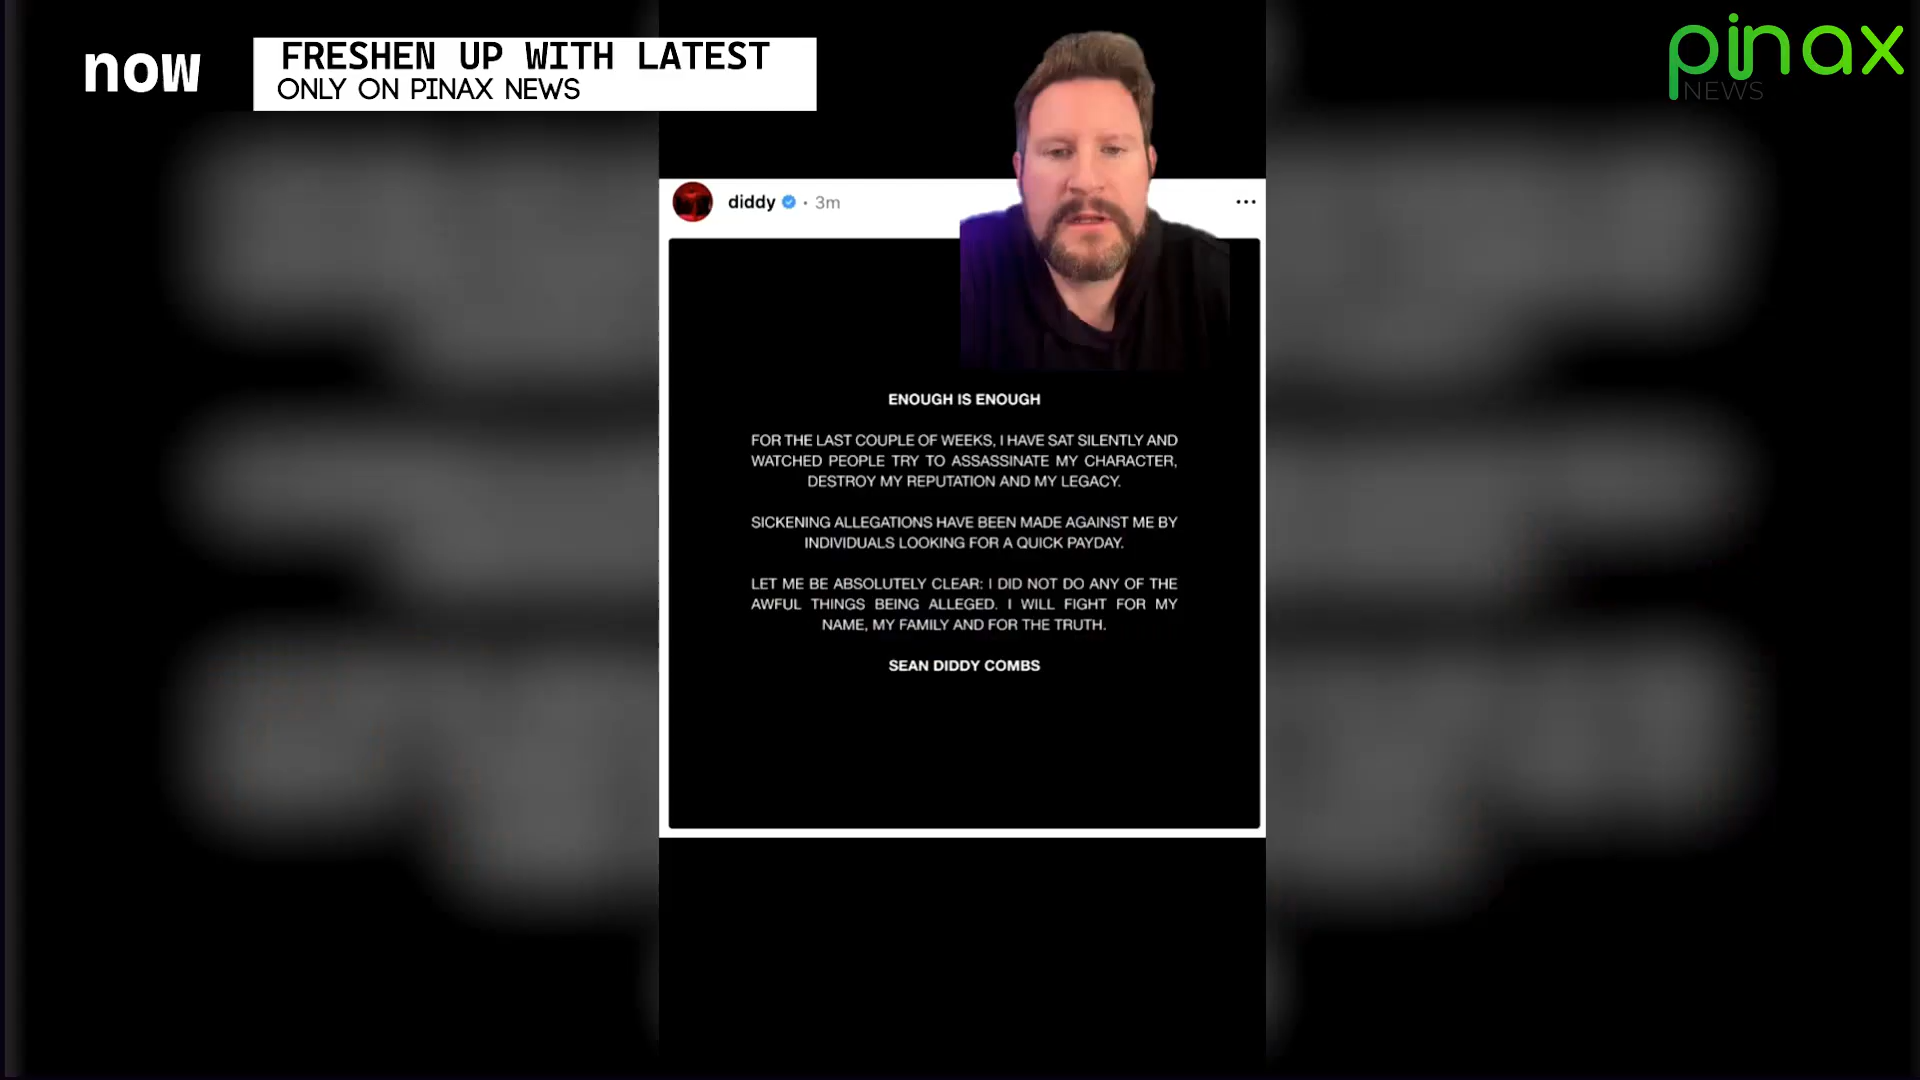 now
FRESHEN UP WITH LATEST
ONLY ON PINAX NEWS
pinax
NEWS
diddy · 3m
ENOUGH IS ENOUGH
FOR THE LAST COUPLE OF WEEKS, I HAVE SAT SILENTLY AND
WATCHED PEOPLE TRY TO ASSASSINATE MY CHARACTER,
DESTROY MY REPUTATION AND MY LEGACY.
SICKENING ALLEGATIONS HAVE BEEN MADE AGAINST ME BY
INDIVIDUALS LOOKING FOR A QUICK PAYDAY.
LET ME BE ABSOLUTELY CLEAR: I DID NOT DO ANY OF THE
AWFUL THINGS BEING ALLEGED. I WILL FIGHT FOR MY
NAME, MY FAMILY AND FOR THE TRUTH.
SEAN DIDDY COMBS